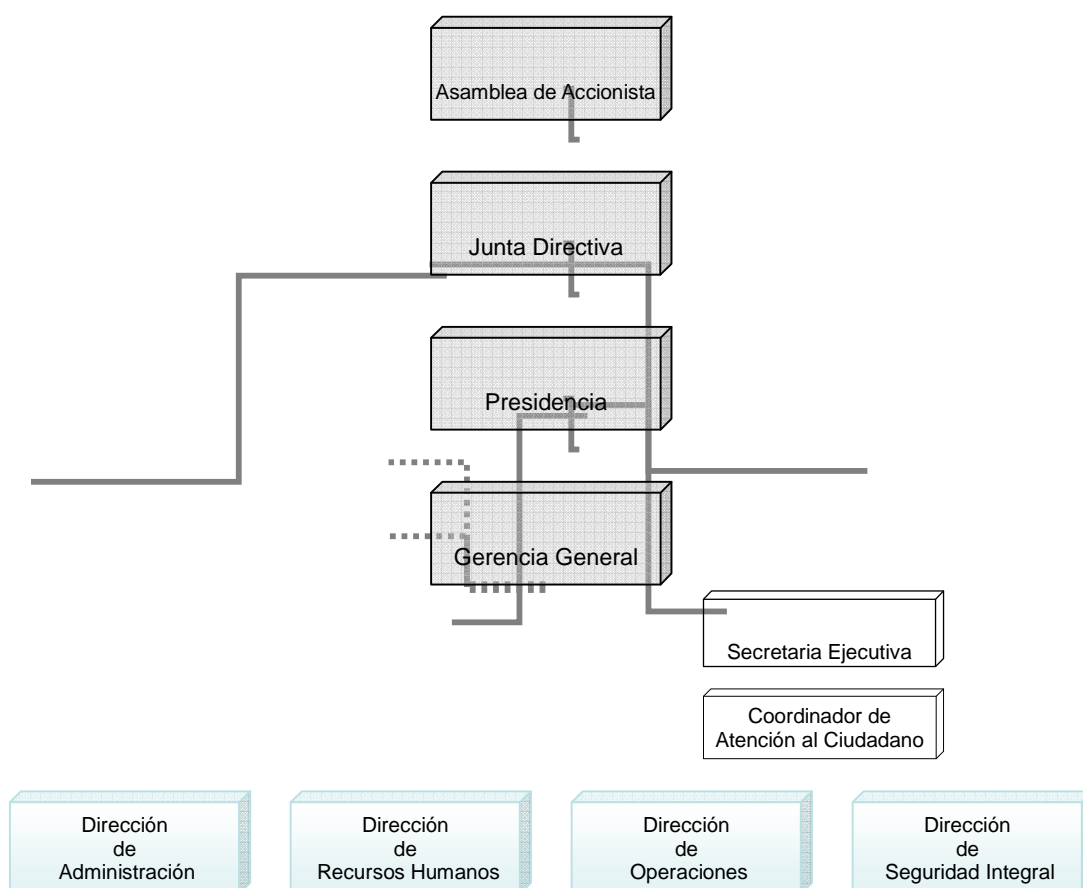 Asamblea de Accionista
Junta Directiva
Presidencia
Gerencia General
Secretaria Ejecutiva
Coordinador de
Atención al Ciudadano
Dirección
de
Administración
Dirección
de
Recursos Humanos
Dirección
de
Operaciones
Dirección
de
Seguridad Integral